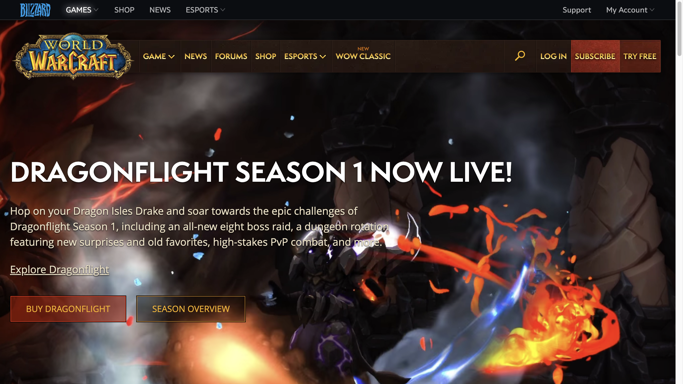 BLIZZARD GAMES SHOP NEWS ESPORTS Support My Account
WORLD
WARCRAFT
GAME NEWS FORUMS SHOP ESPORTS NEW WOW CLASSIC LOG IN SUBSCRIBE TRY FREE
DRAGONFLIGHT SEASON 1 NOW LIVE!
Hop on your Dragon Isles Drake and soar towards the epic challenges of
Dragonflight Season 1, including an all-new eight boss raid, a dungeon rotation
featuring new surprises and old favorites, high-stakes PvP combat, and more.
Explore Dragonflight
BUY DRAGONFLIGHT SEASON OVERVIEW